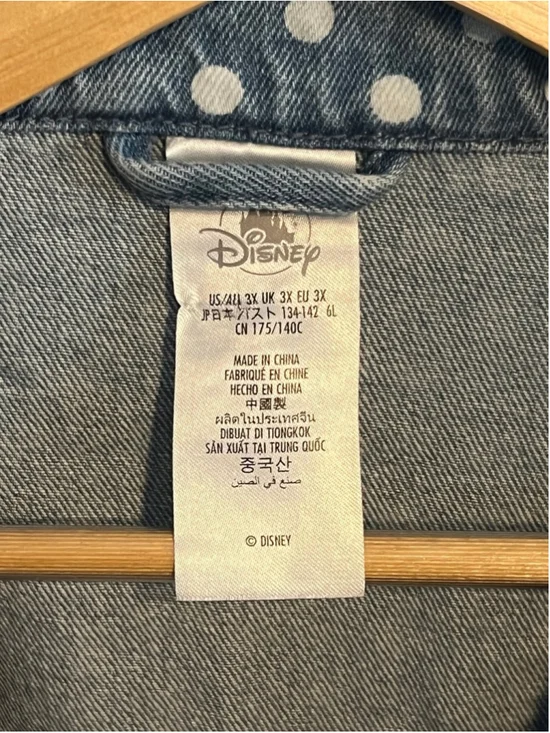 Disney
US/AU 3X UK 3X EU 3X
JP日本 バスト 134-142 6L
CN 175/140C
MADE IN CHINA
FABRIQUÉ EN CHINE
HECHO EN CHINA
中國製
ผลิตในประเทศจีน
DIBUAT DI TIONGKOK
SẢN XUẤT TẠI TRUNG QUỐC
중국산
صنع في الصين
© DISNEY